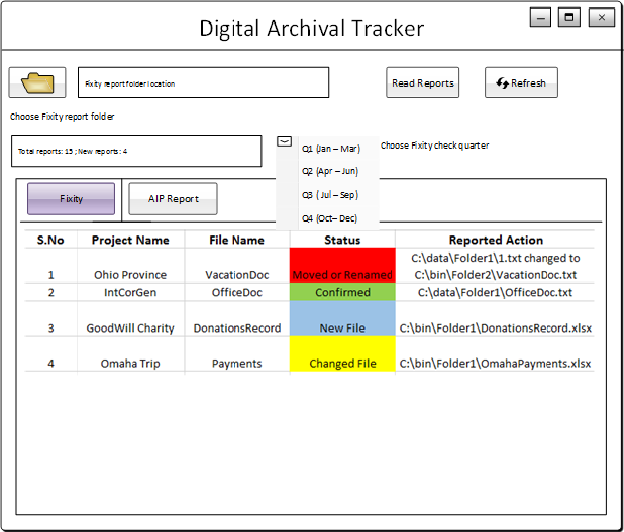 Digital Archival Tracker
Fixity report folder location
Read Reports
Refresh
Choose Fixity report folder
Total reports: 15 ; New reports: 4
Q1 (Jan – Mar)
Choose Fixity check quarter
Q2 (Apr – Jun)
Q3 ( Jul – Sep)
Q4 (Oct– Dec)
Fixity
AIP Report
S.No Project Name File Name Status Reported Action
C:\data\Folder1\1.txt changed to
1 Ohio Province VacationDoc Moved or Renamed C:\bin\Folder2\VacationDoc.txt
2 IntCorGen OfficeDoc Confirmed C:\data\Folder1\OfficeDoc.txt
3 GoodWill Charity DonationsRecord New File C:\bin\Folder1\DonationsRecord.xlsx
4 Omaha Trip Payments Changed File C:\bin\Folder1\OmahaPayments.xlsx